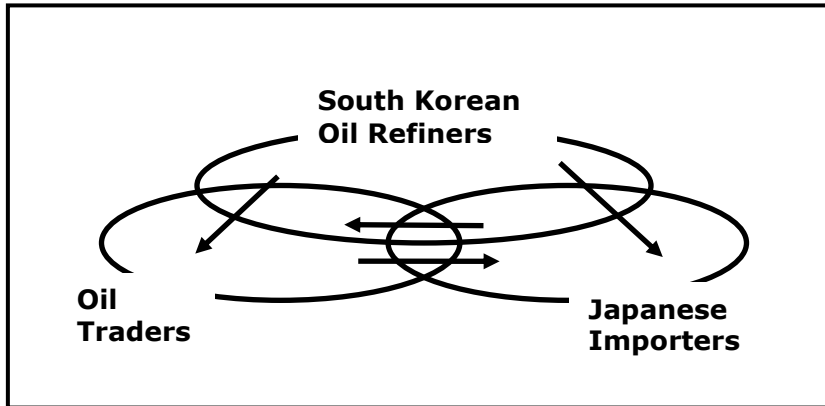 South Korean
Oil Refiners
Oil
Traders
Japanese
Importers